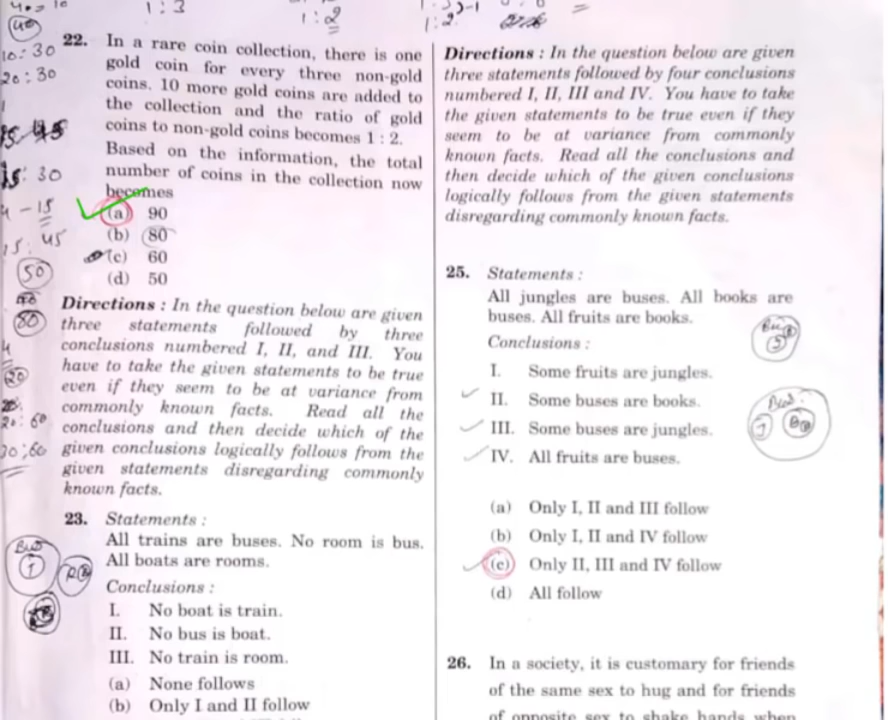 1 : 3
1 : 2
40
10 : 30
20 : 30
22. In a rare coin collection, there is one
gold coin for every three non-gold
coins. 10 more gold coins are added to
the collection and the ratio of gold
coins to non-gold coins becomes 1 : 2.
Based on the information, the total
number of coins in the collection now
becomes
(a) 90
(b) 80
(c) 60
(d) 50
15 : 30
15 : 45
50
80
20
20 : 60
30 : 60
Directions : In the question below are given
three statements followed by three
conclusions numbered I, II, and III. You
have to take the given statements to be true
even if they seem to be at variance from
commonly known facts. Read all the
conclusions and then decide which of the
given conclusions logically follows from the
given statements disregarding commonly
known facts.
23. Statements :
All trains are buses. No room is bus.
All boats are rooms.
Conclusions :
I. No boat is train.
II. No bus is boat.
III. No train is room.
(a) None follows
(b) Only I and II follow
Directions : In the question below are given
three statements followed by four conclusions
numbered I, II, III and IV. You have to take
the given statements to be true even if they
seem to be at variance from commonly
known facts. Read all the conclusions and
then decide which of the given conclusions
logically follows from the given statements
disregarding commonly known facts.
25. Statements :
All jungles are buses. All books are
buses. All fruits are books.
Conclusions :
I. Some fruits are jungles.
II. Some buses are books.
III. Some buses are jungles.
IV. All fruits are buses.
(a) Only I, II and III follow
(b) Only I, II and IV follow
(c) Only II, III and IV follow
(d) All follow
26. In a society, it is customary for friends
of the same sex to hug and for friends
of opposite sex to shake hands when